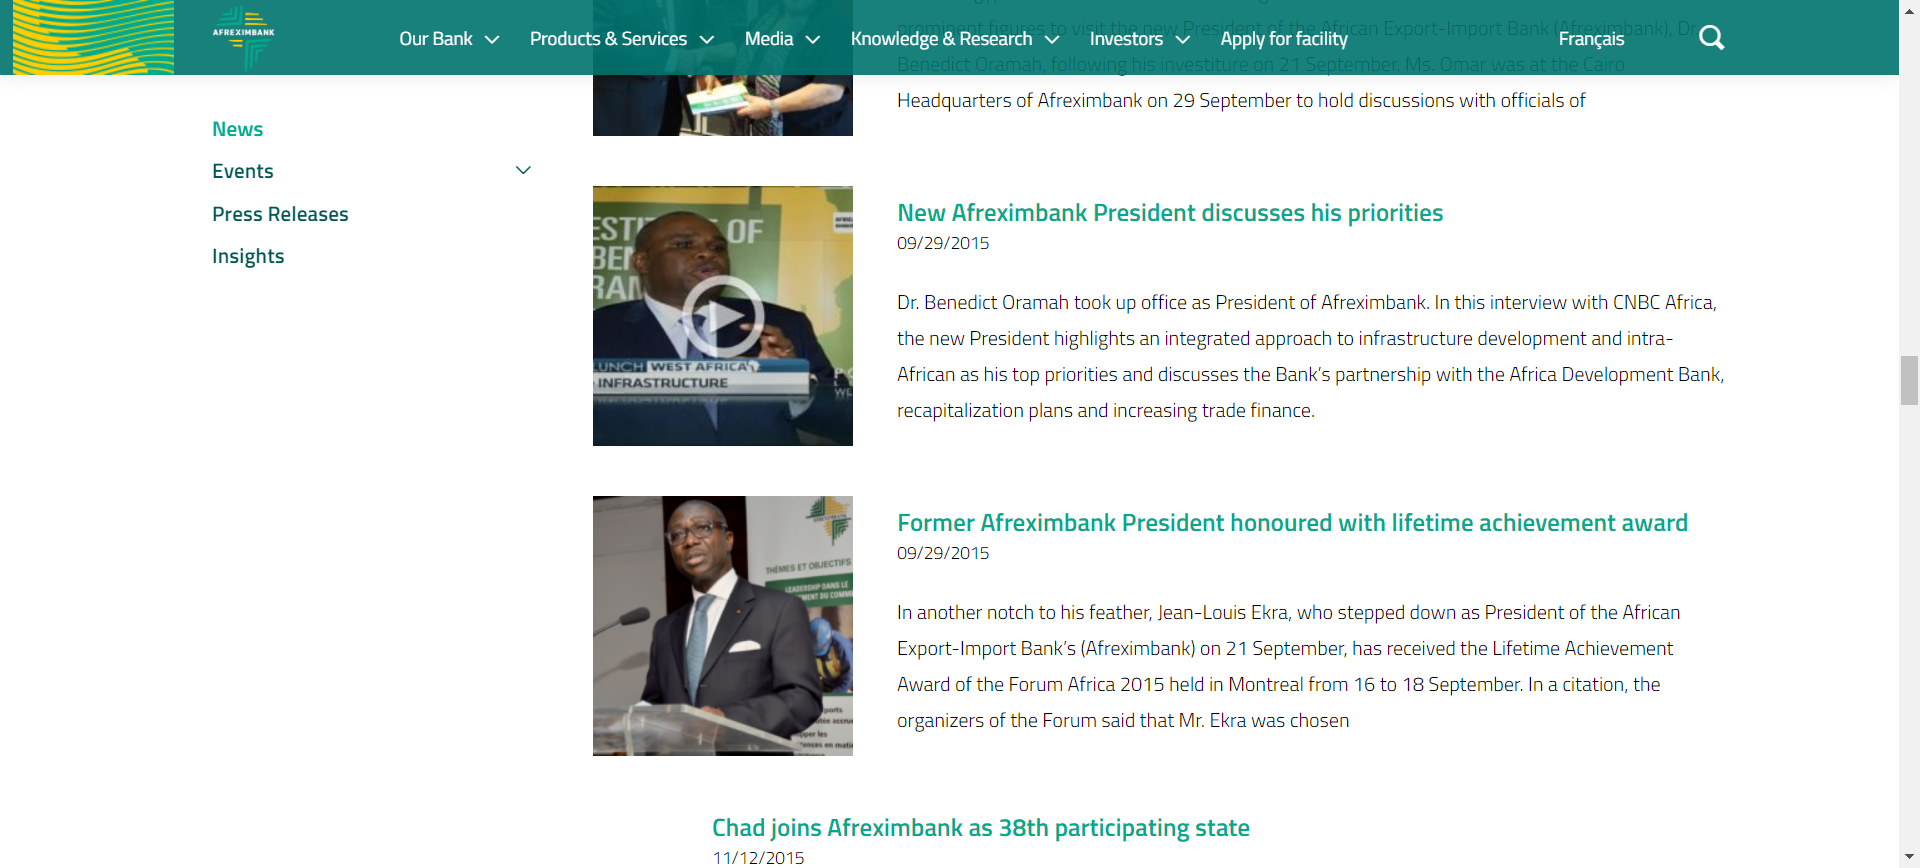 AFREXIMBANK
Our Bank
Products & Services
Media
Knowledge & Research
Investors
Apply for facility
Français
prominent figures to visit the new President of the African Export-Import Bank (Afreximbank), Dr.
Benedict Oramah, following his investiture on 21 September. Ms. Omar was at the Cairo
Headquarters of Afreximbank on 29 September to hold discussions with officials of
News
Events
Press Releases
Insights
OF
LUNCH WEST AFRICA
INFRASTRUCTURE
New Afreximbank President discusses his priorities
09/29/2015
Dr. Benedict Oramah took up office as President of Afreximbank. In this interview with CNBC Africa,
the new President highlights an integrated approach to infrastructure development and intra-
African as his top priorities and discusses the Bank’s partnership with the Africa Development Bank,
recapitalization plans and increasing trade finance.
THÈMES ET OBJECTIFS
LEADERSHIP DANS LE
Former Afreximbank President honoured with lifetime achievement award
09/29/2015
In another notch to his feather, Jean-Louis Ekra, who stepped down as President of the African
Export-Import Bank’s (Afreximbank) on 21 September, has received the Lifetime Achievement
Award of the Forum Africa 2015 held in Montreal from 16 to 18 September. In a citation, the
organizers of the Forum said that Mr. Ekra was chosen
Chad joins Afreximbank as 38th participating state
11/12/2015